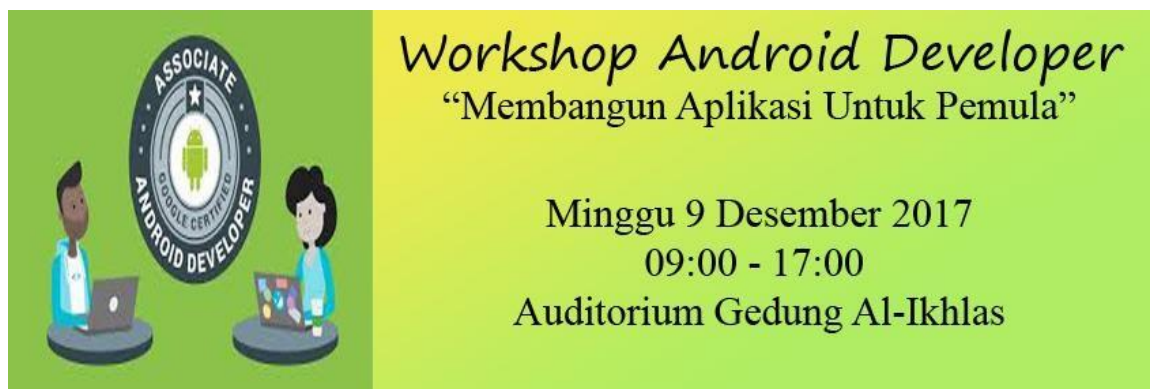 ASSOCIATE
ANDROID DEVELOPER
GOOGLE CERTIFIED
Workshop Android Developer
“Membangun Aplikasi Untuk Pemula”
Minggu 9 Desember 2017
09:00 - 17:00
Auditorium Gedung Al-Ikhlas